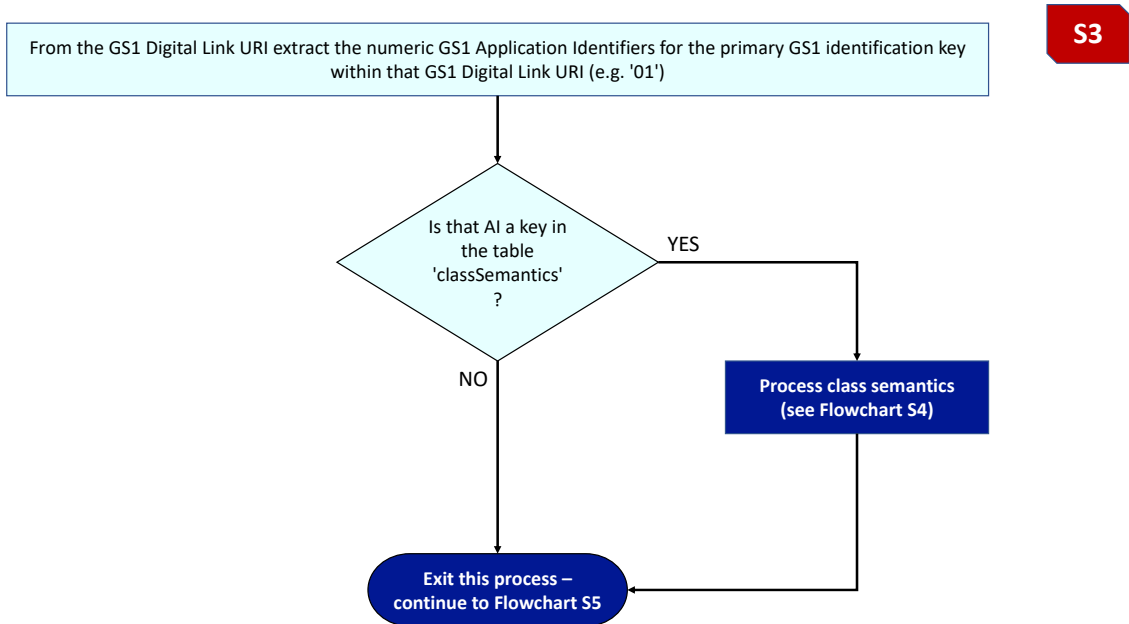 S3
From the GS1 Digital Link URI extract the numeric GS1 Application Identifiers for the primary GS1 identification key
within that GS1 Digital Link URI (e.g. '01')
Is that AI a key in
the table
'classSemantics'
?
YES
NO
Process class semantics
(see Flowchart S4)
Exit this process –
continue to Flowchart S5